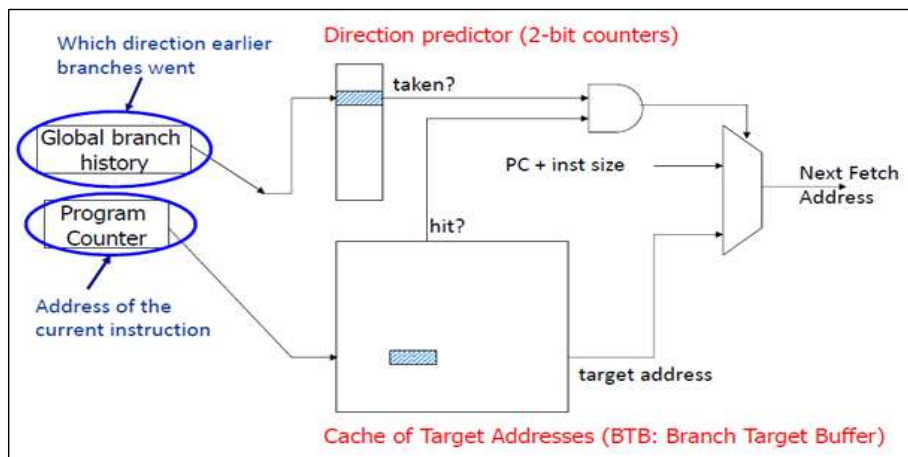 Which direction earlier
branches went
Direction predictor (2-bit counters)
taken?
Global branch
history
PC + inst size
Next Fetch
Address
Program
Counter
hit?
Address of the
current instruction
target address
Cache of Target Addresses (BTB: Branch Target Buffer)